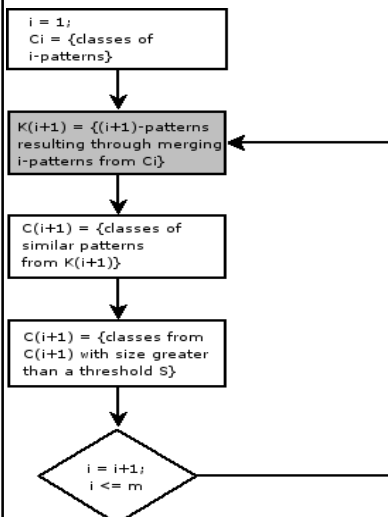 i = 1;
Ci = {classes of
i-patterns}
K(i+1) = {(i+1)-patterns
resulting through merging
i-patterns from Ci}
C(i+1) = {classes of
similar patterns
from K(i+1)}
C(i+1) = {classes from
C(i+1) with size greater
than a threshold S}
i = i+1;
i <= m